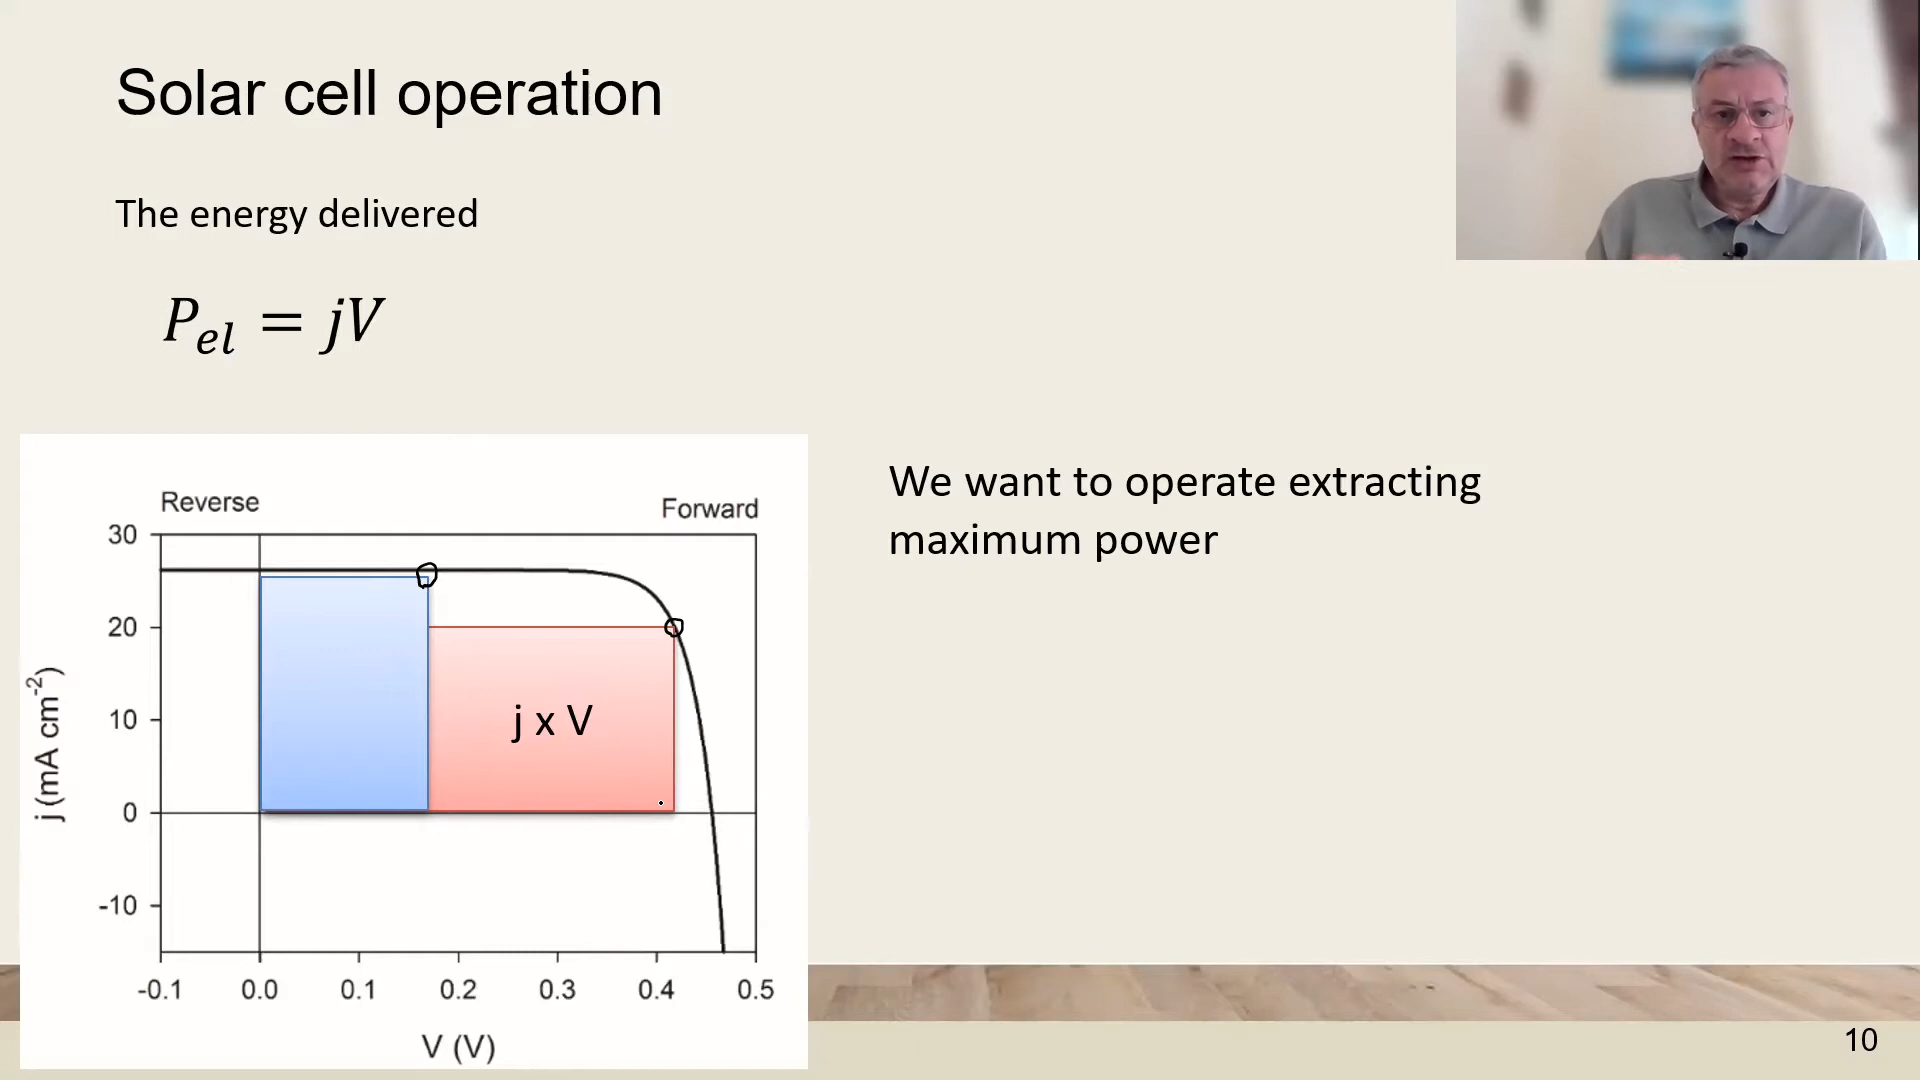 Solar cell operation
The energy delivered
P_{el} = jV
We want to operate extracting
maximum power
Reverse
Forward
30
20
10
0
-10
j (mA cm^{-2})
j x V
-0.1 0.0 0.1 0.2 0.3 0.4 0.5
V (V)
10